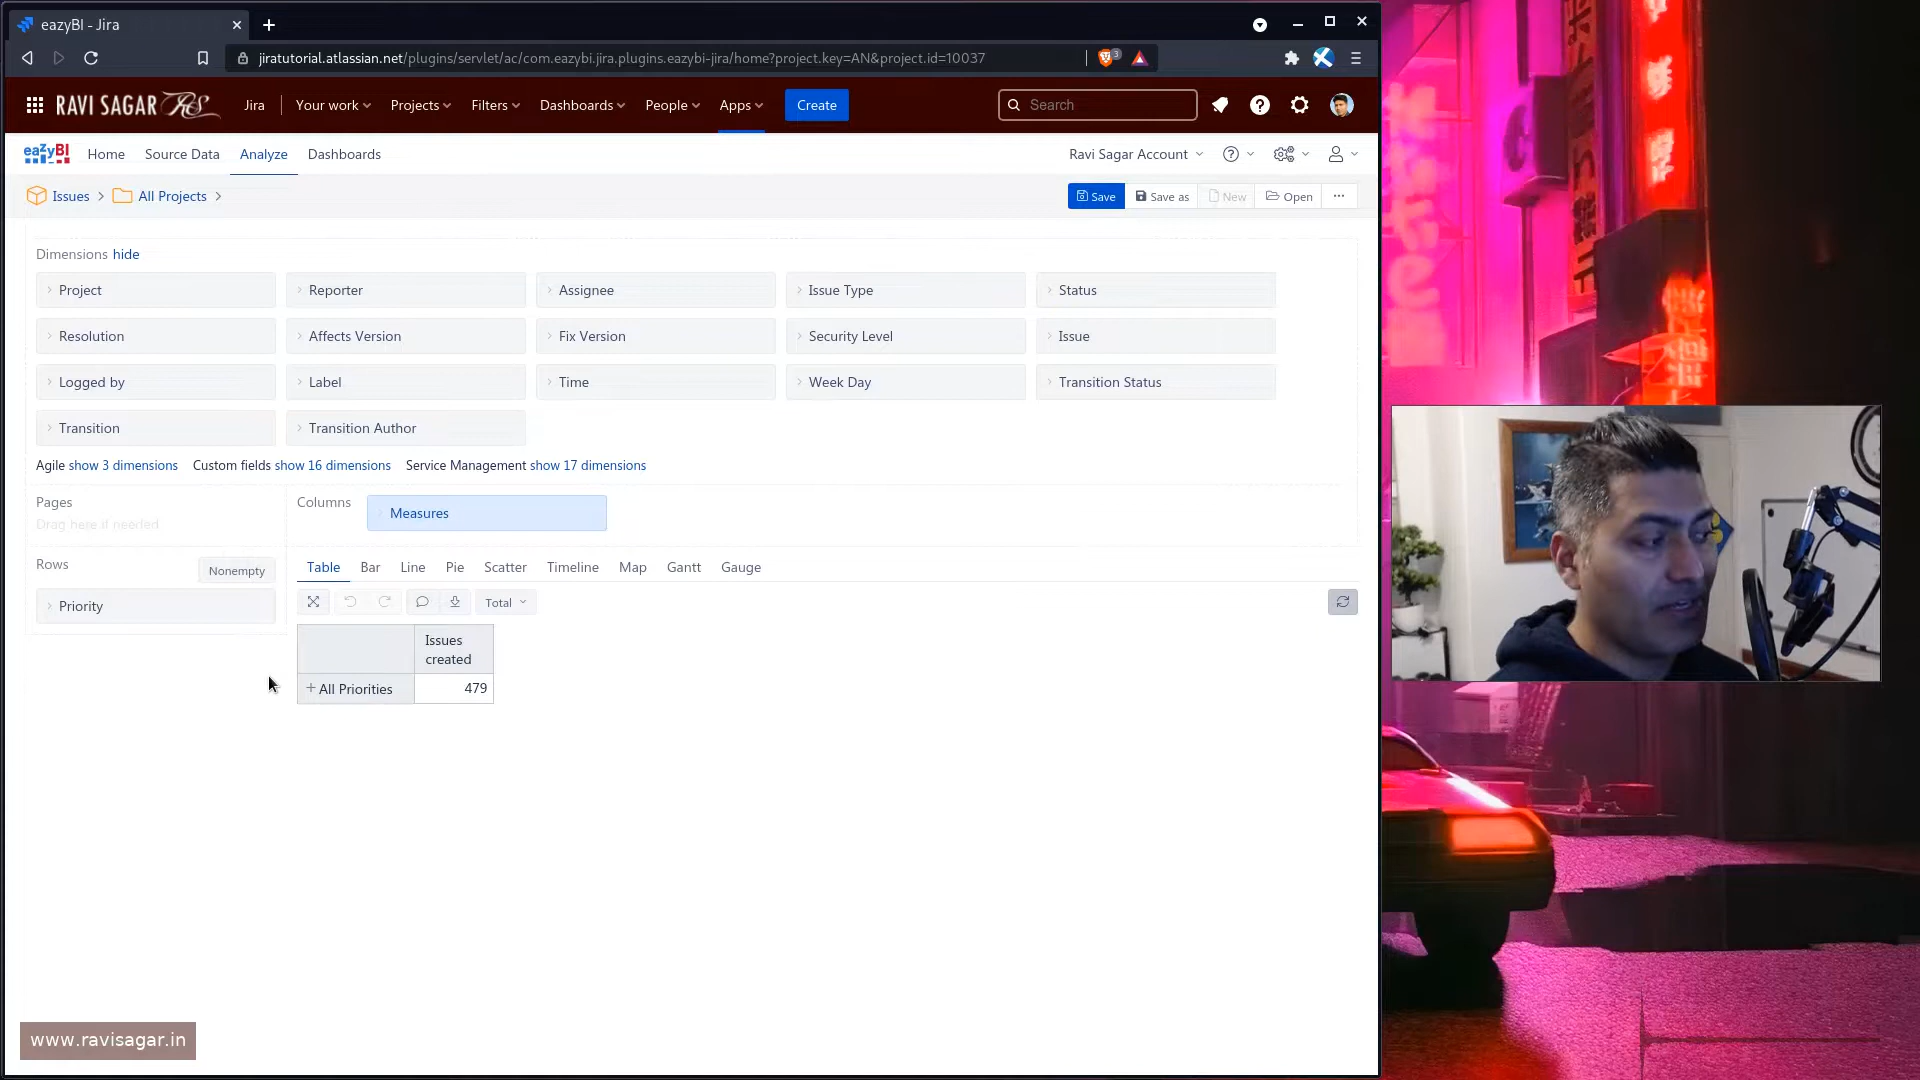 eazyBI - Jira
jiratutorial.atlassian.net/plugins/servlet/ac/com.eazybi.jira.plugins.eazybi-jira/home?project.key=AN&project.id=10037
3
RAVI SAGAR RS Jira Your work Projects Filters Dashboards People Apps Create Search
eazyBI Home Source Data Analyze Dashboards Ravi Sagar Account
Issues > All Projects > Save Save as New Open ...
Dimensions hide
Project Reporter Assignee Issue Type Status
Resolution Affects Version Fix Version Security Level Issue
Logged by Label Time Week Day Transition Status
Transition Transition Author
Agile show 3 dimensions Custom fields show 16 dimensions Service Management show 17 dimensions
Pages
Drag here if needed
Columns Measures
Rows Nonempty
Priority
Table Bar Line Pie Scatter Timeline Map Gantt Gauge
Total
Issues
created
+ All Priorities 479
www.ravisagar.in